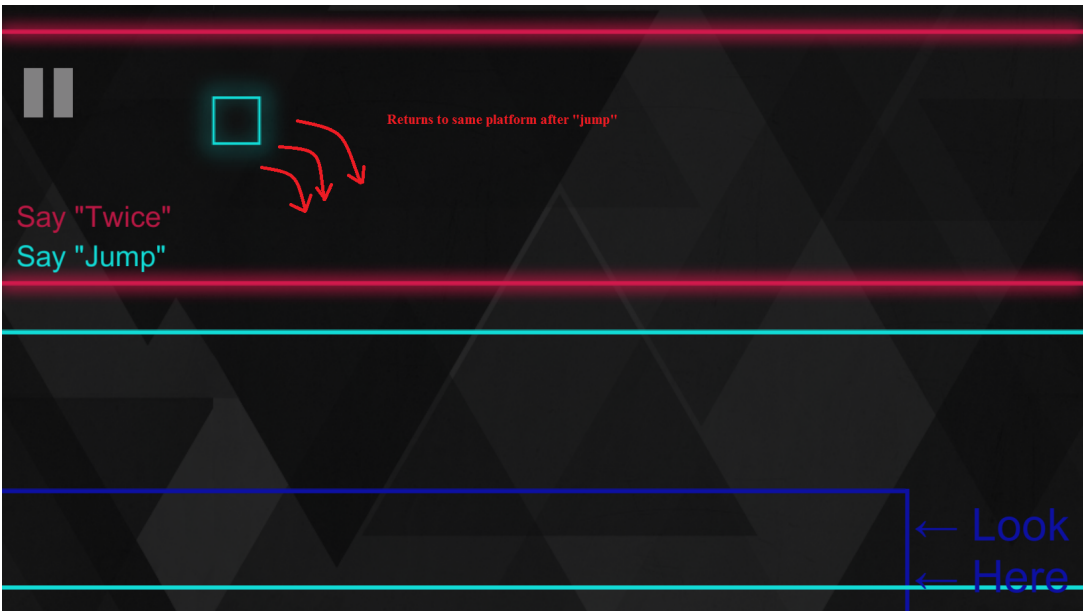 Returns to same platform after "jump"
Say "Twice"
Say "Jump"
← Look
← Here